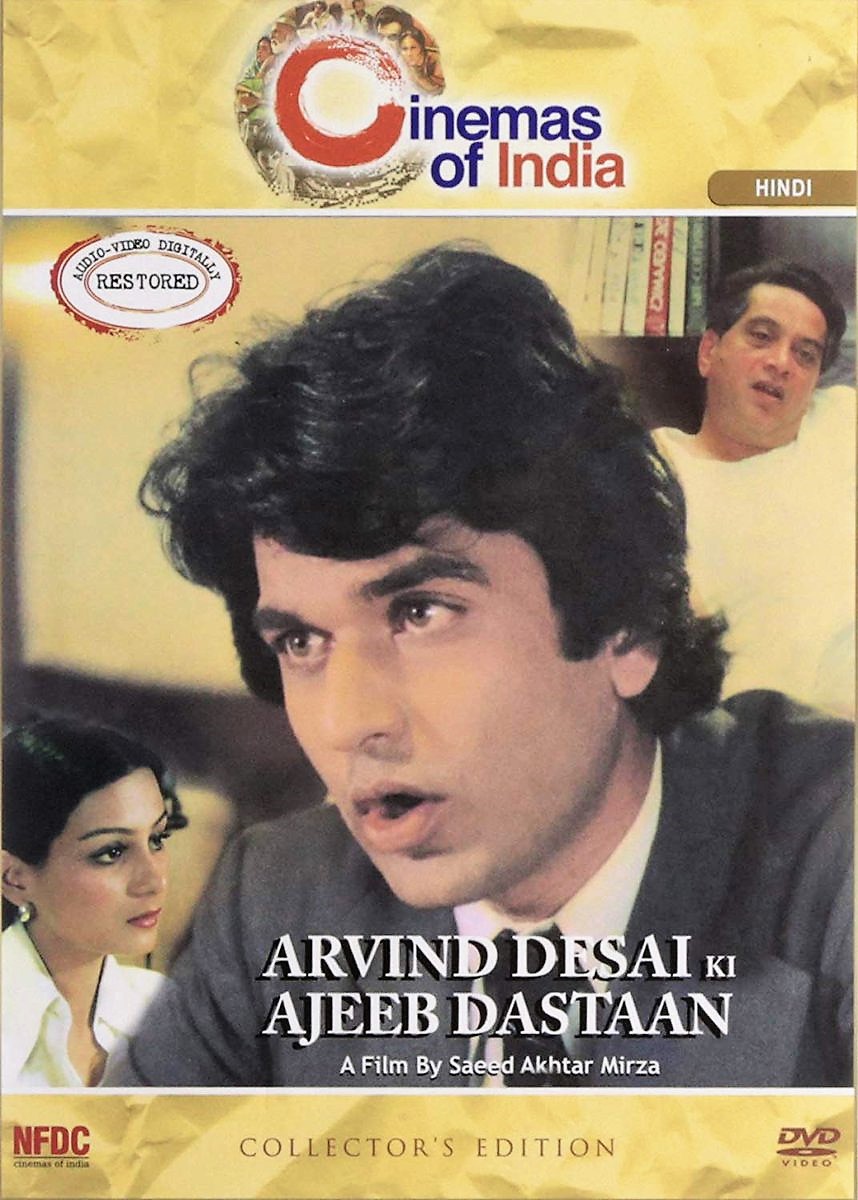 Cinemas
of India
HINDI
AUDIO-VIDEO DIGITALLY
RESTORED
ARVIND DESAI KI
AJEEB DASTAAN
A Film By Saeed Akhtar Mirza
NFDC
cinemas of india
COLLECTOR'S EDITION
DVD
VIDEO